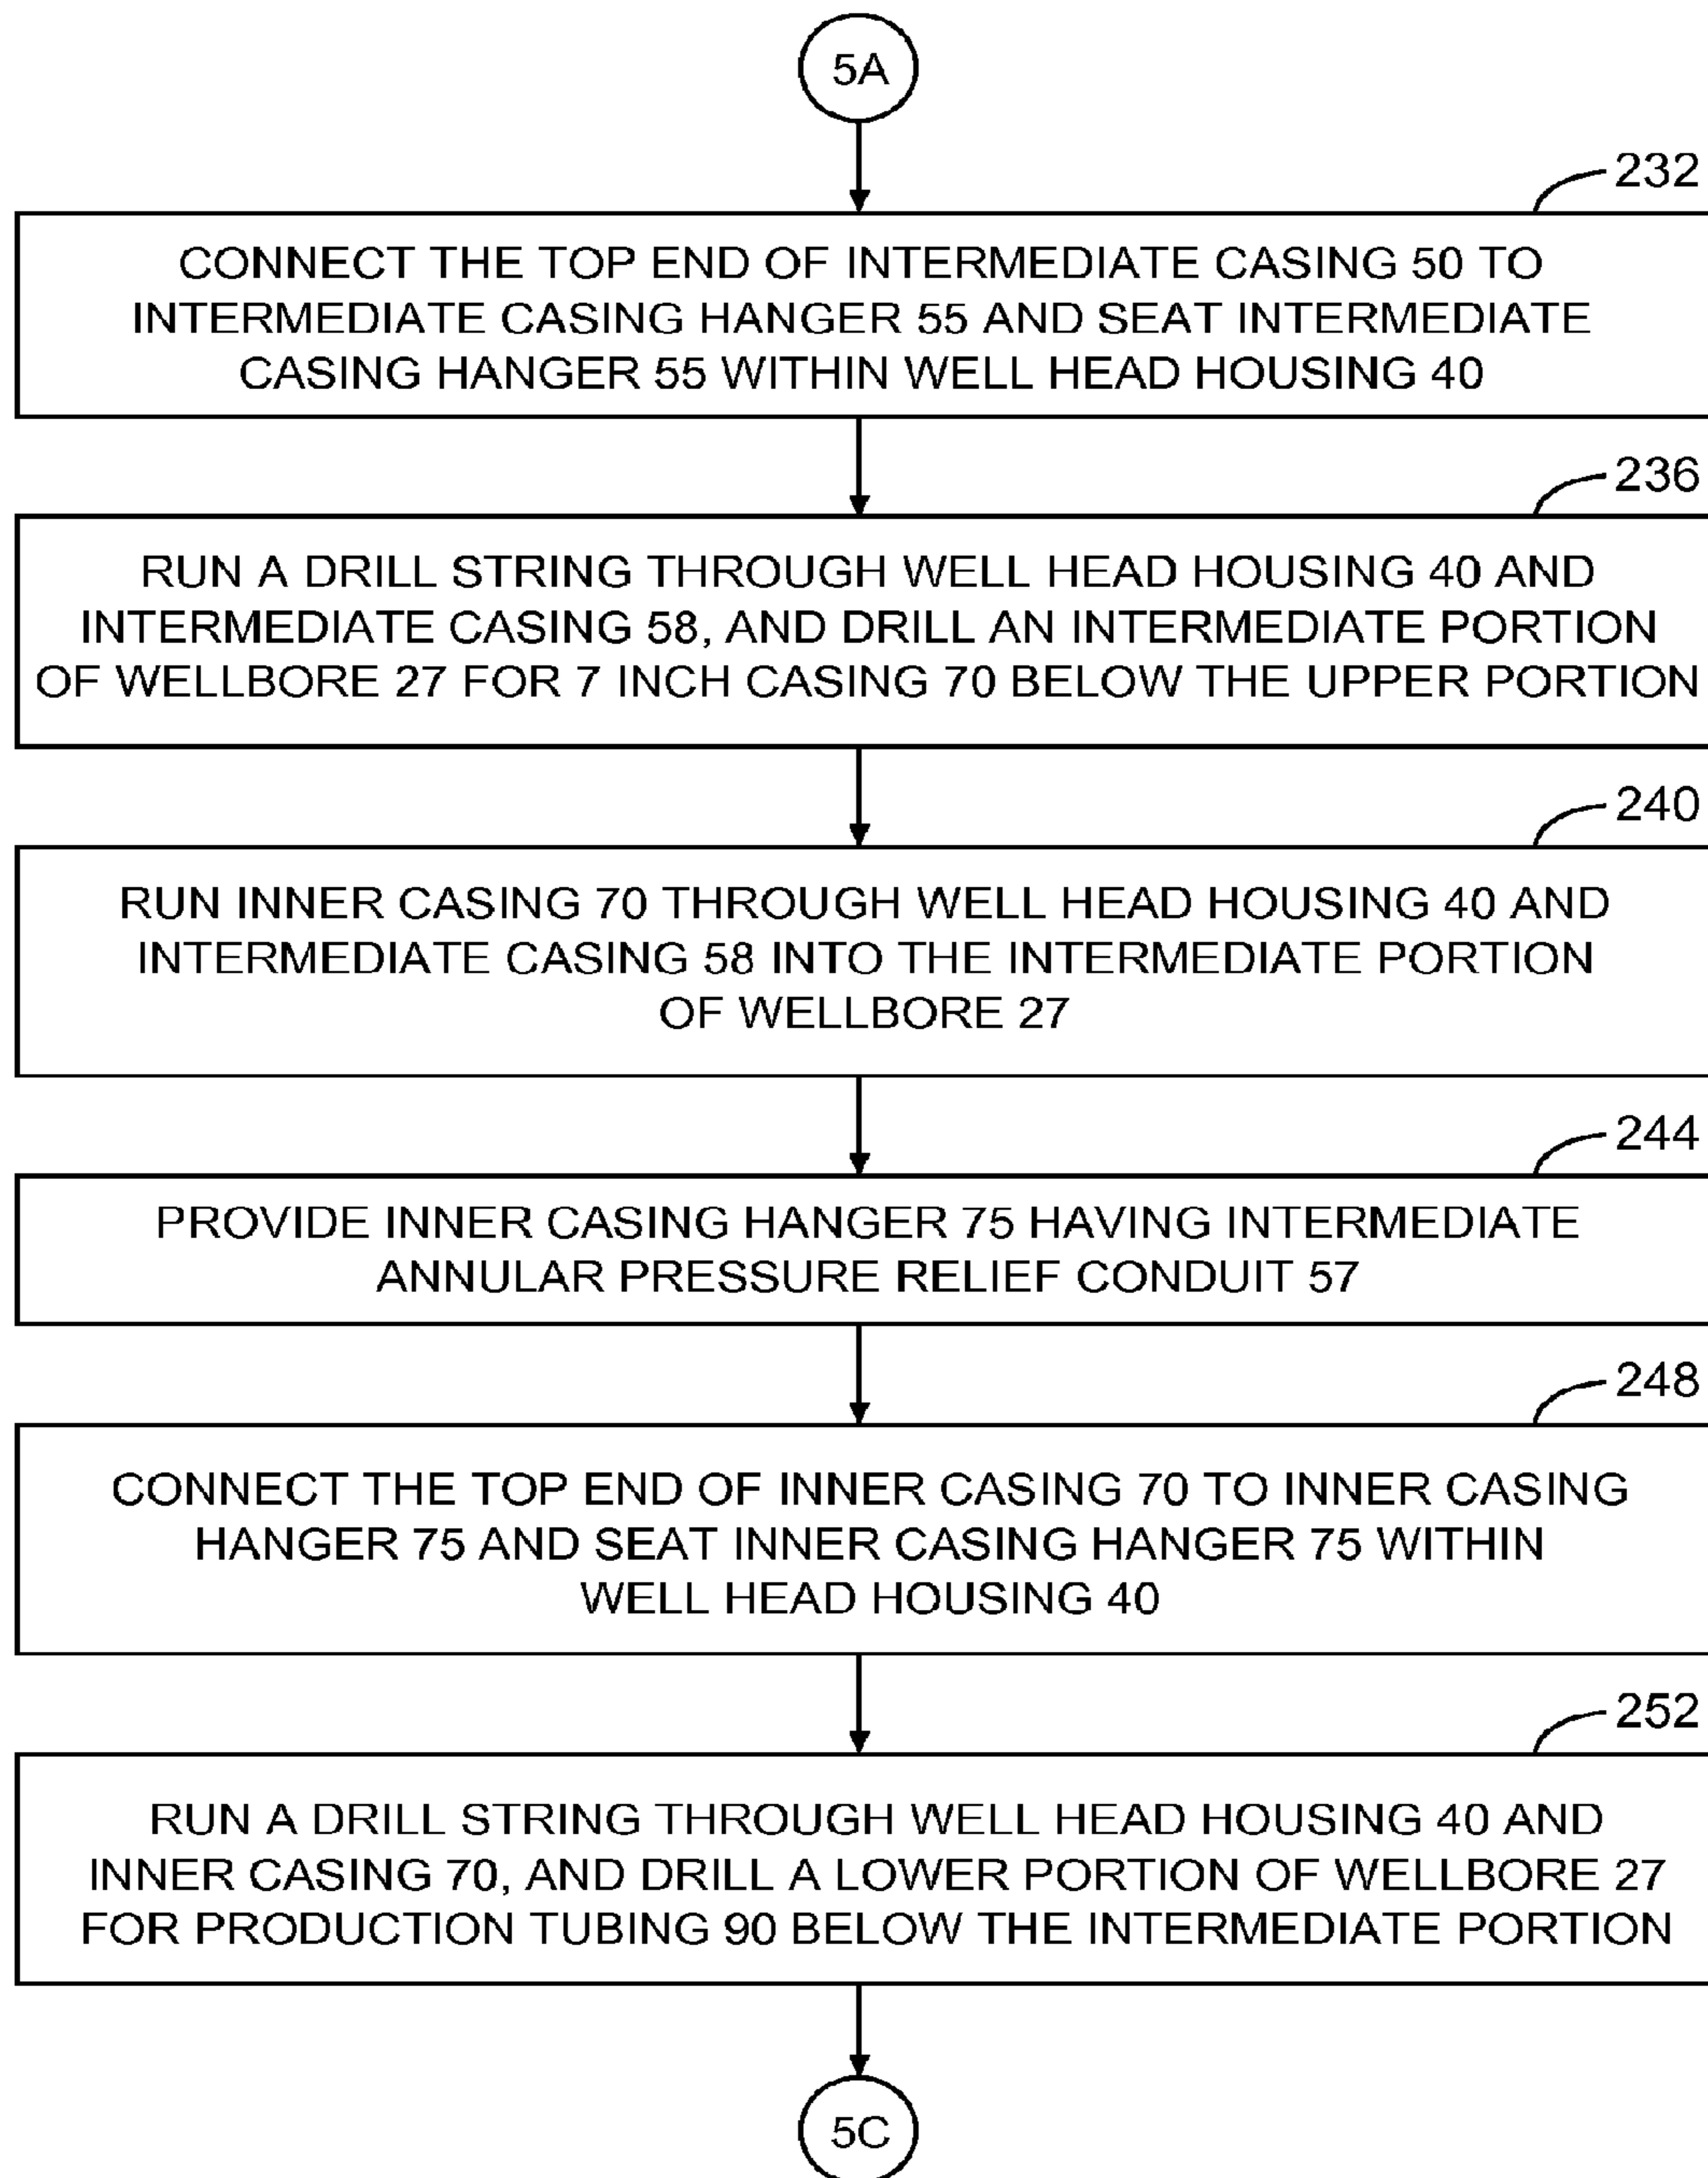 5A
232
CONNECT THE TOP END OF INTERMEDIATE CASING 50 TO
INTERMEDIATE CASING HANGER 55 AND SEAT INTERMEDIATE
CASING HANGER 55 WITHIN WELL HEAD HOUSING 40
236
RUN A DRILL STRING THROUGH WELL HEAD HOUSING 40 AND
INTERMEDIATE CASING 58, AND DRILL AN INTERMEDIATE PORTION
OF WELLBORE 27 FOR 7 INCH CASING 70 BELOW THE UPPER PORTION
240
RUN INNER CASING 70 THROUGH WELL HEAD HOUSING 40 AND
INTERMEDIATE CASING 58 INTO THE INTERMEDIATE PORTION
OF WELLBORE 27
244
PROVIDE INNER CASING HANGER 75 HAVING INTERMEDIATE
ANNULAR PRESSURE RELIEF CONDUIT 57
248
CONNECT THE TOP END OF INNER CASING 70 TO INNER CASING
HANGER 75 AND SEAT INNER CASING HANGER 75 WITHIN
WELL HEAD HOUSING 40
252
RUN A DRILL STRING THROUGH WELL HEAD HOUSING 40 AND
INNER CASING 70, AND DRILL A LOWER PORTION OF WELLBORE 27
FOR PRODUCTION TUBING 90 BELOW THE INTERMEDIATE PORTION
5C